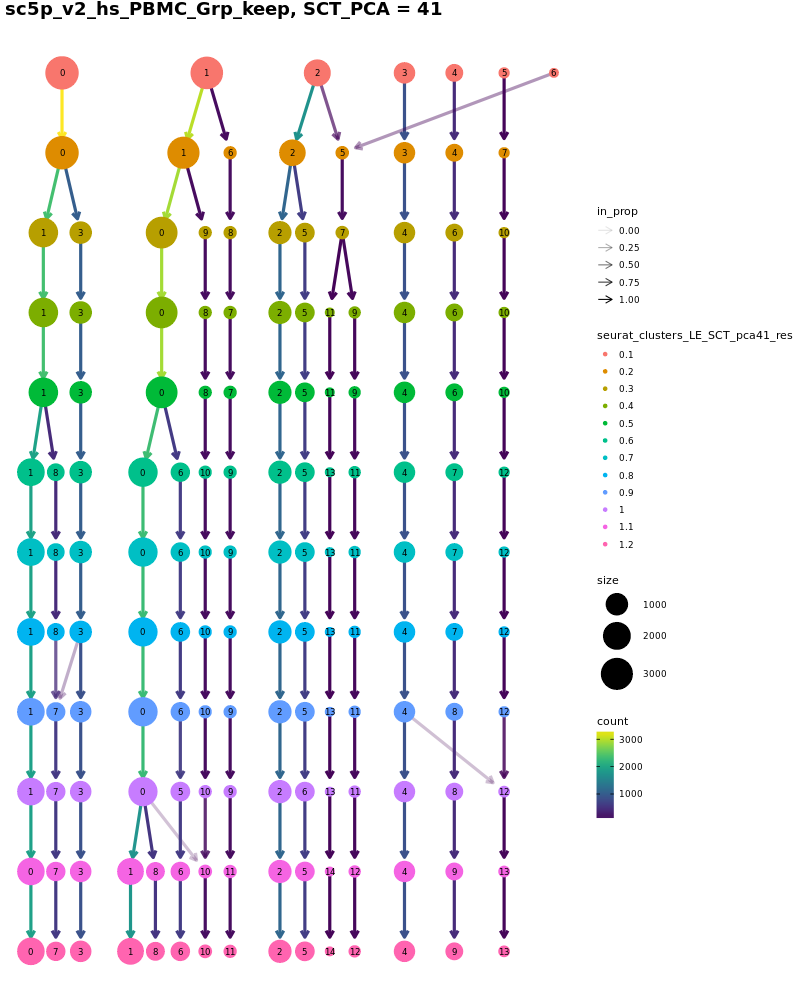 sc5p_v2_hs_PBMC_Grp_keep, SCT_PCA = 41
0 1 2 3 4 5 6
0 1 6 2 5 3 4 7
1 3 0 9 8 2 5 7 4 6 10
1 3 0 8 7 2 5 11 9 4 6 10
1 3 0 8 7 2 5 11 9 4 6 10
1 8 3 0 6 10 9 2 5 13 11 4 7 12
1 8 3 0 6 10 9 2 5 13 11 4 7 12
1 8 3 0 6 10 9 2 5 13 11 4 7 12
1 7 3 0 6 10 9 2 5 13 11 4 8 12
1 7 3 0 5 10 9 2 6 13 11 4 8 12
0 7 3 1 8 6 10 11 2 5 14 12 4 9 13
0 7 3 1 8 6 10 11 2 5 14 12 4 9 13
in_prop
0.00
0.25
0.50
0.75
1.00
seurat_clusters_LE_SCT_pca41_res
0.1
0.2
0.3
0.4
0.5
0.6
0.7
0.8
0.9
1
1.1
1.2
size
1000
2000
3000
count
3000
2000
1000